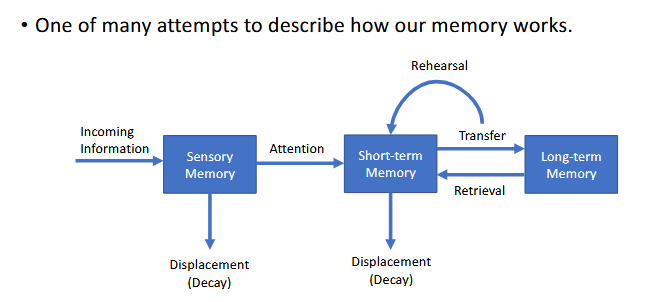 • One of many attempts to describe how our memory works.
Rehearsal
Incoming
Information
Sensory
Memory
Attention
Short-term
Memory
Transfer
Retrieval
Long-term
Memory
Displacement
(Decay)
Displacement
(Decay)